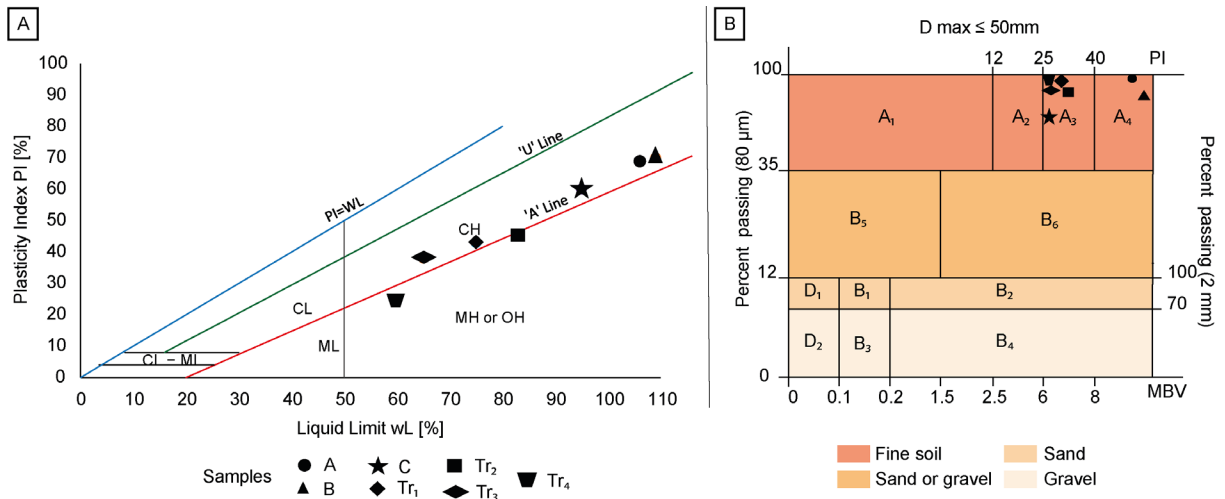 A
Plasticity Index PI [%]
100
90
80
70
60
50
40
30
20
10
0
0
10
20
30
40
50
60
70
80
90
100
110
Liquid Limit wL [%]
'U' Line
PI=WL
'A' Line
CH
CL
MH or OH
ML
CL – ML
Samples
A
B
C
Tr₁
Tr₂
Tr₃
Tr₄
B
D max ≤ 50mm
12
25
40
PI
Percent passing (80 µm)
100
35
12
0
A₁
A₂
A₃
A₄
B₅
B₆
D₁
B₁
B₂
D₂
B₃
B₄
100
70
Percent passing (2 mm)
0
0.1
0.2
1.5
2.5
6
8
MBV
Fine soil
Sand
Sand or gravel
Gravel